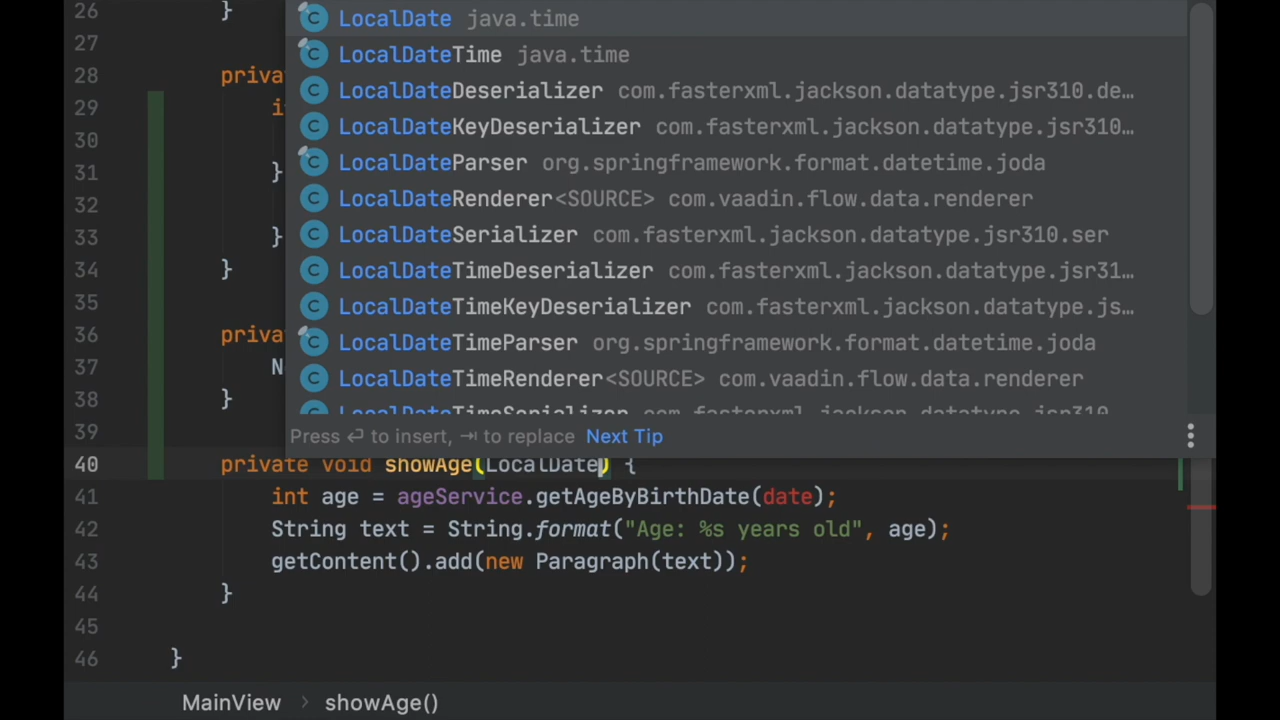 26 }
LocalDate java.time
27
LocalDateTime java.time
28 priva
LocalDateDeserializer com.fasterxml.jackson.datatype.jsr310.de…
29 i
LocalDateKeyDeserializer com.fasterxml.jackson.datatype.jsr310…
30
LocalDateParser org.springframework.format.datetime.joda
31 }
LocalDateRenderer<SOURCE> com.vaadin.flow.data.renderer
32
LocalDateSerializer com.fasterxml.jackson.datatype.jsr310.ser
33 }
LocalDateTimeDeserializer com.fasterxml.jackson.datatype.jsr31…
34 }
LocalDateTimeKeyDeserializer com.fasterxml.jackson.datatype.js…
35
LocalDateTimeParser org.springframework.format.datetime.joda
36 priva
LocalDateTimeRenderer<SOURCE> com.vaadin.flow.data.renderer
37 N
LocalDateTimeSerializer com.fasterxml.jackson.datatype.jsr310
38 }
Press ↵ to insert, ⇥ to replace Next Tip
39
40 private void showAge(LocalDate) {
41 int age = ageService.getAgeByBirthDate(date);
42 String text = String.format("Age: %s years old", age);
43 getContent().add(new Paragraph(text));
44 }
45
46 }
MainView > showAge()